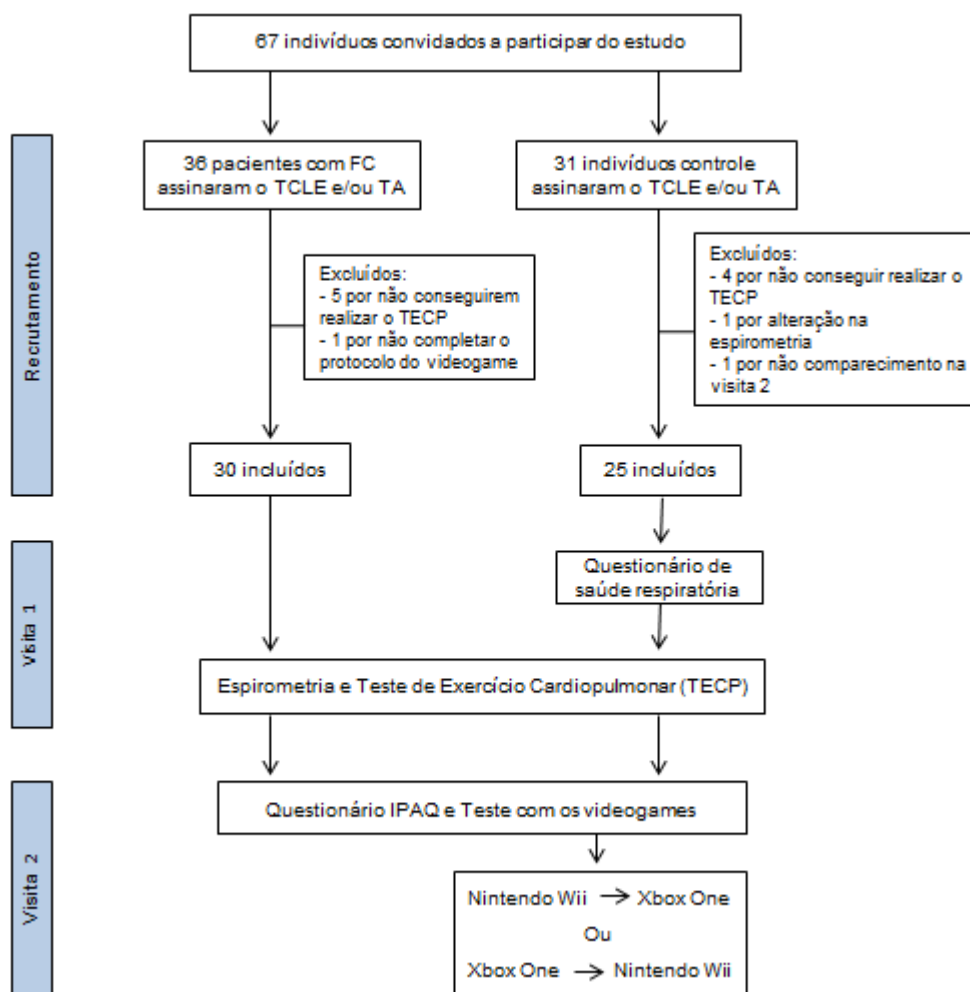 67 indivíduos convidados a participar do estudo
Recrutamento
36 pacientes com FC
assinaram o TCLE e/ou TA
31 indivíduos controle
assinaram o TCLE e/ou TA
Excluídos:
- 5 por não conseguirem
realizar o TECP
- 1 por não completar o
protocolo do videogame
Excluídos:
- 4 por não conseguir realizar o
TECP
- 1 por alteração na
espirometria
- 1 por não comparecimento na
visita 2
30 incluídos
25 incluídos
Visita 1
Questionário de
saúde respiratória
Espirometria e Teste de Exercício Cardiopulmonar (TECP)
Visita 2
Questionário IPAQ e Teste com os videogames
Nintendo Wii → Xbox One
Ou
Xbox One → Nintendo Wii